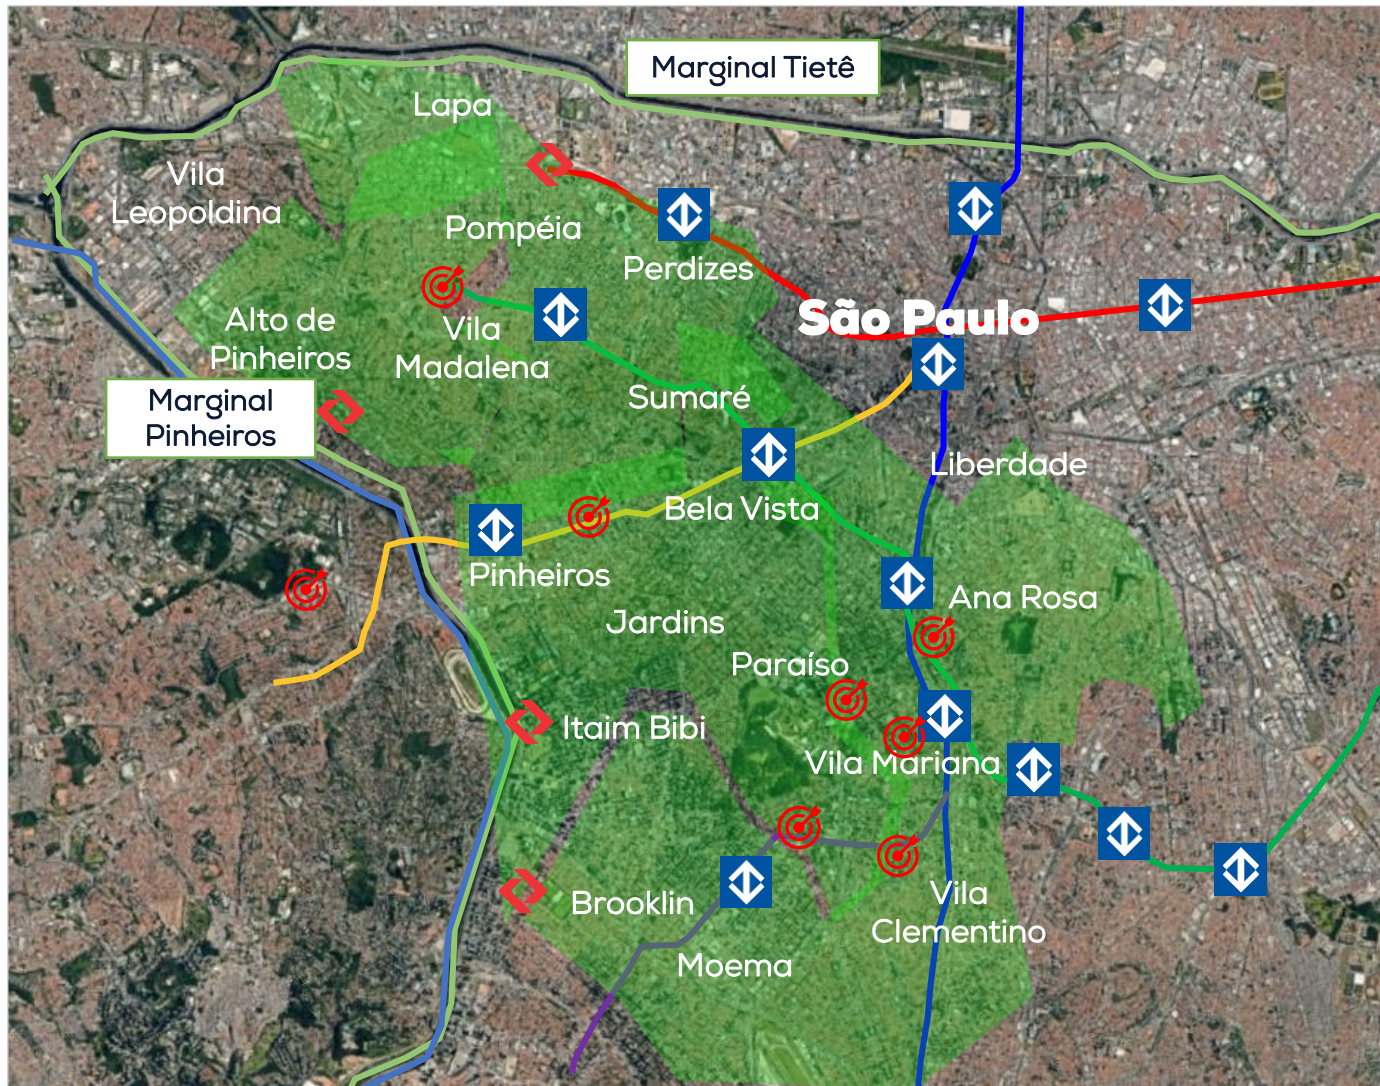 Marginal Tietê
Lapa
Vila
Leopoldina
Pompéia
Perdizes
São Paulo
Alto de
Pinheiros
Vila
Madalena
Sumaré
Marginal
Pinheiros
Liberdade
Bela Vista
Pinheiros
Ana Rosa
Jardins
Paraíso
Itaim Bibi
Vila Mariana
Brooklin
Vila
Clementino
Moema